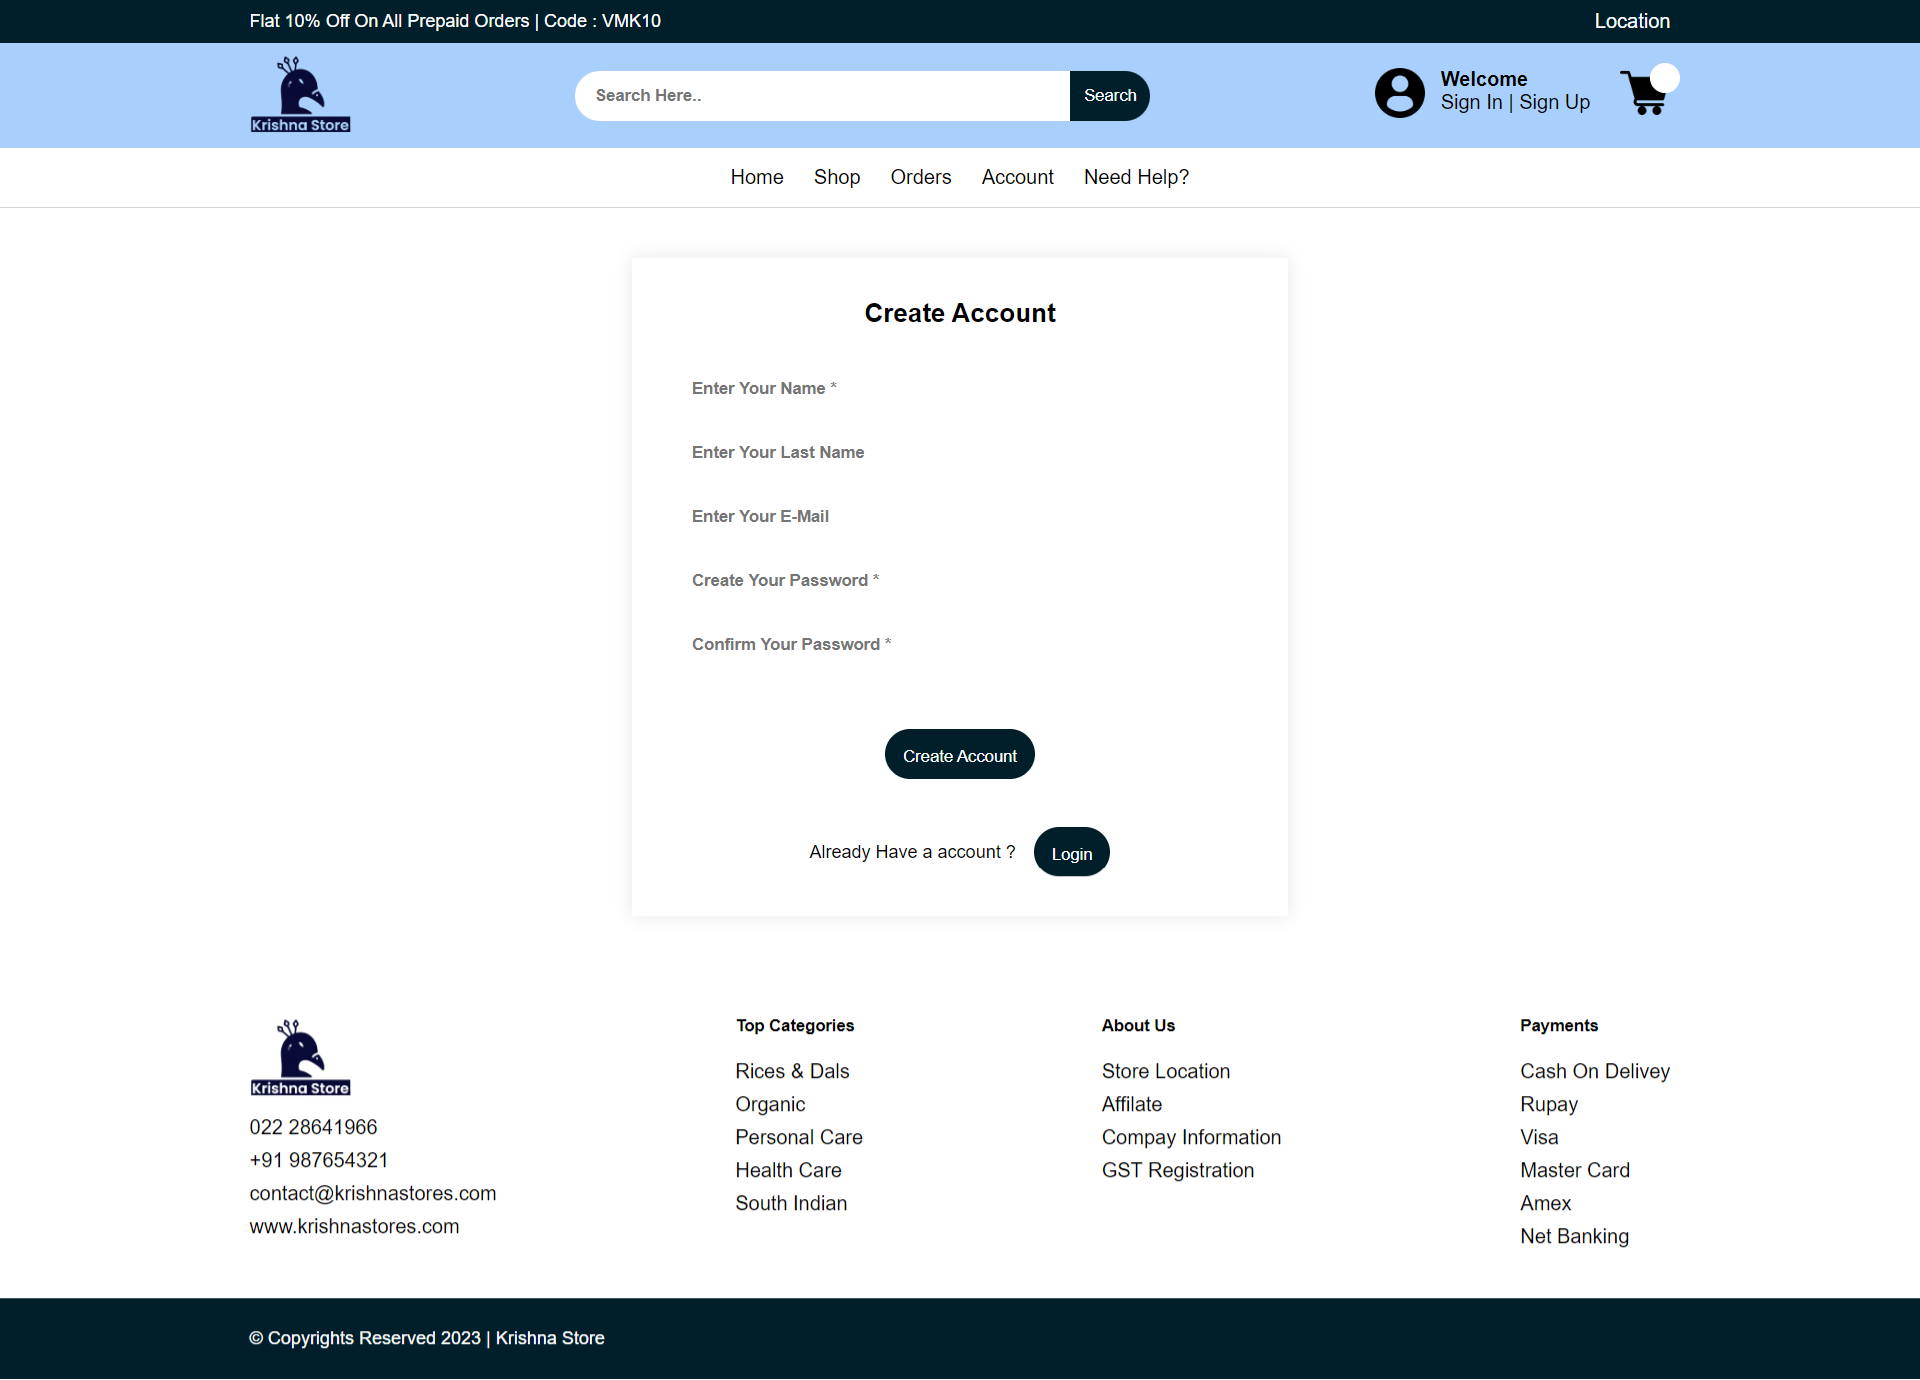 Flat 10% Off On All Prepaid Orders | Code : VMK10
Location
Krishna Store
Search Here..
Search
Welcome
Sign In | Sign Up
Home
Shop
Orders
Account
Need Help?
Create Account
Enter Your Name *
Enter Your Last Name
Enter Your E-Mail
Create Your Password *
Confirm Your Password *
Create Account
Already Have a account ?
Login
Krishna Store
022 28641966
+91 987654321
contact@krishnastores.com
www.krishnastores.com
Top Categories
Rices & Dals
Organic
Personal Care
Health Care
South Indian
About Us
Store Location
Affilate
Compay Information
GST Registration
Payments
Cash On Delivey
Rupay
Visa
Master Card
Amex
Net Banking
© Copyrights Reserved 2023 | Krishna Store